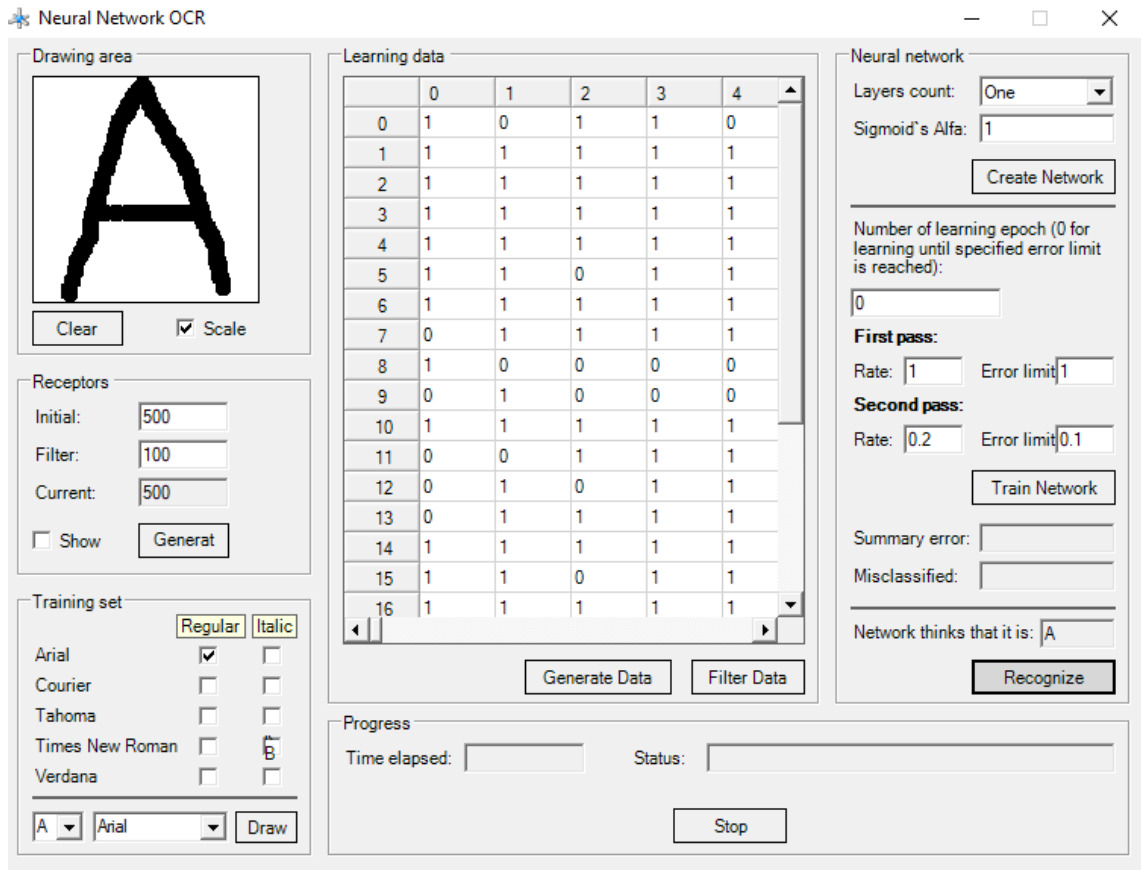 Neural Network OCR
Drawing area
A
Clear
Scale
Receptors
Initial: 500
Filter: 100
Current: 500
Show Generat
Training set
Regular Italic
Arial
Courier
Tahoma
Times New Roman B
Verdana
A Arial Draw
Learning data
0 1 2 3 4
0 1 0 1 1 0
1 1 1 1 1 1
2 1 1 1 1 1
3 1 1 1 1 1
4 1 1 1 1 1
5 1 1 0 1 1
6 1 1 1 1 1
7 0 1 1 1 1
8 1 0 0 0 0
9 0 1 0 0 0
10 1 1 1 1 1
11 0 0 1 1 1
12 0 1 0 1 1
13 0 1 1 1 1
14 1 1 1 1 1
15 1 1 0 1 1
16 1 1 1 1 1
Generate Data Filter Data
Neural network
Layers count: One
Sigmoid`s Alfa: 1
Create Network
Number of learning epoch (0 for
learning until specified error limit
is reached):
0
First pass:
Rate: 1 Error limit 1
Second pass:
Rate: 0.2 Error limit 0.1
Train Network
Summary error:
Misclassified:
Network thinks that it is: A
Recognize
Progress
Time elapsed: Status:
Stop